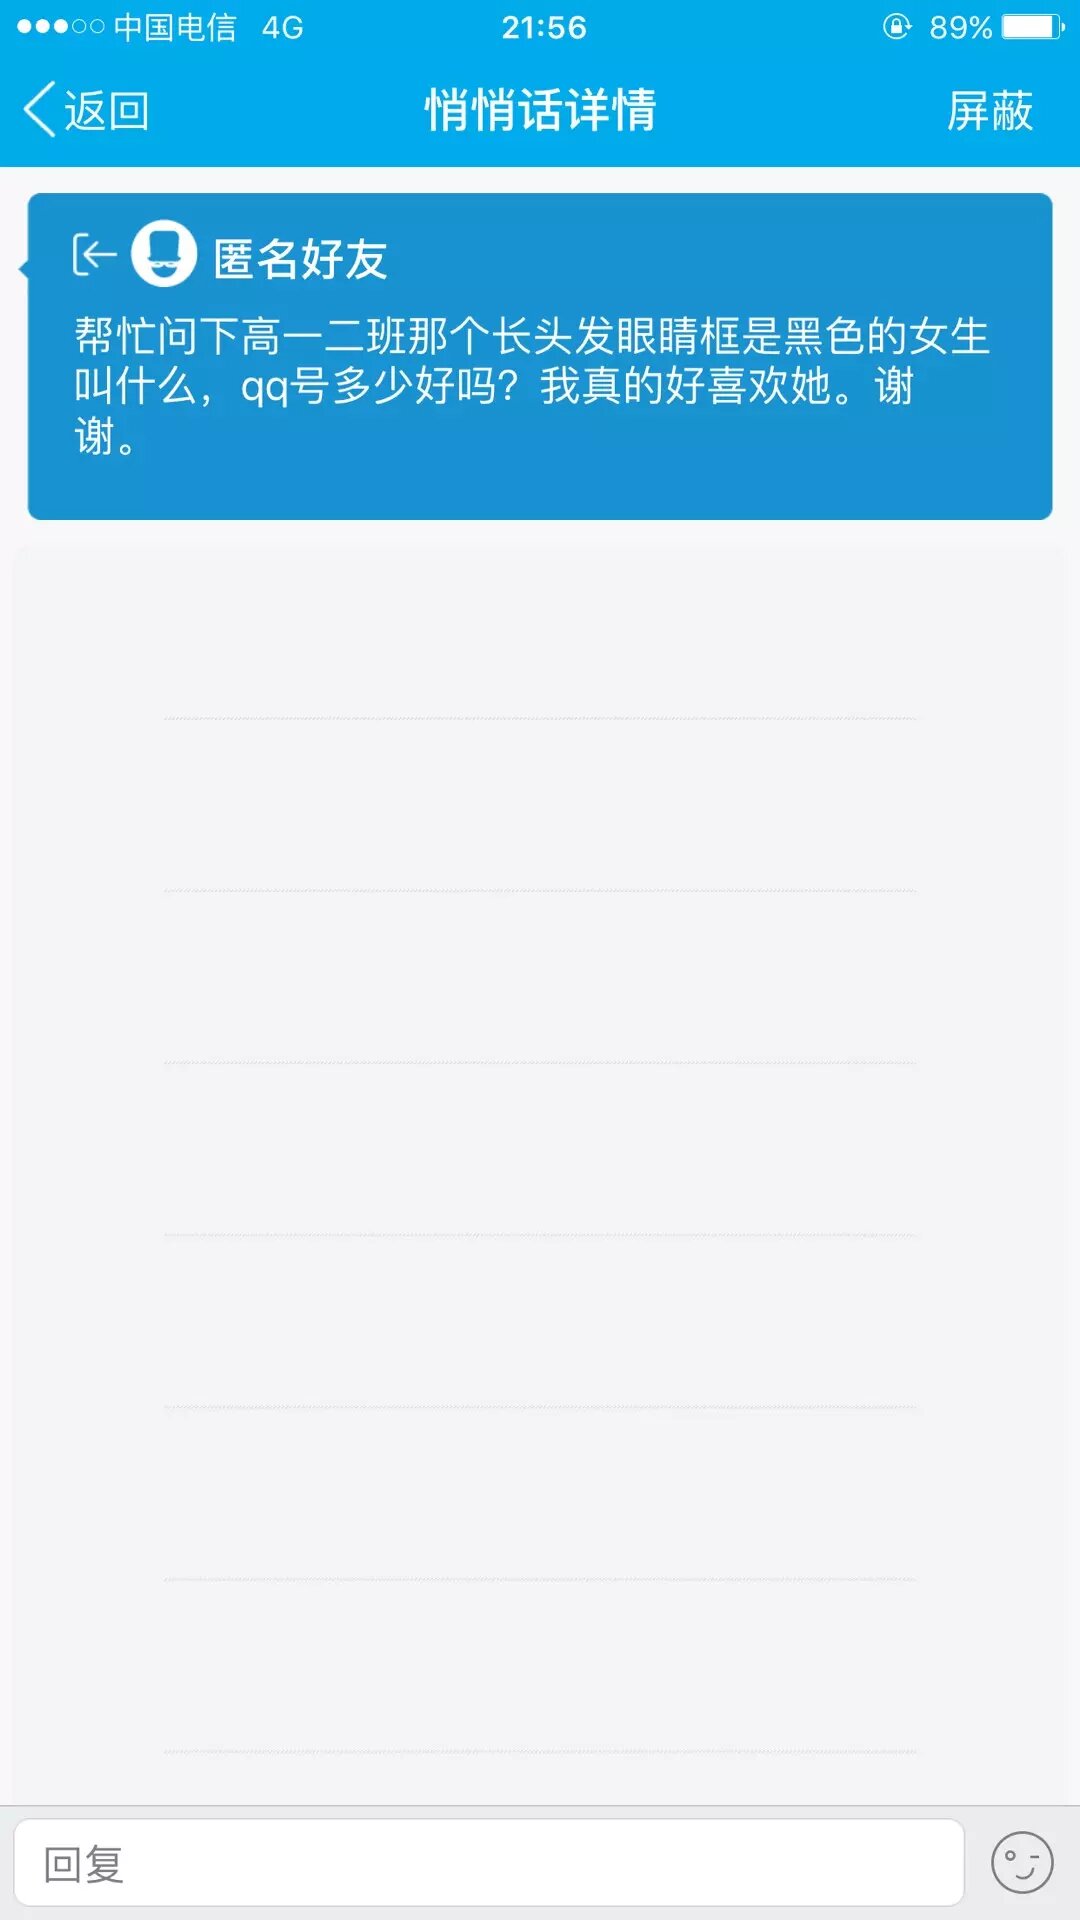 中国电信 4G 21:56 89%
返回 悄悄话详情 屏蔽
匿名好友
帮忙问下高一二班那个长头发眼睛框是黑色的女生
叫什么，qq号多少好吗？我真的好喜欢她。谢
谢。
回复